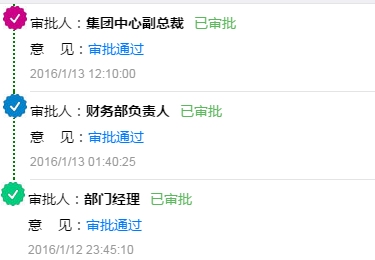 审批人：集团中心副总裁 已审批
意 见：审批通过
2016/1/13 12:10:00
审批人：财务部负责人 已审批
意 见：审批通过
2016/1/13 01:40:25
审批人：部门经理 已审批
意 见：审批通过
2016/1/12 23:45:10